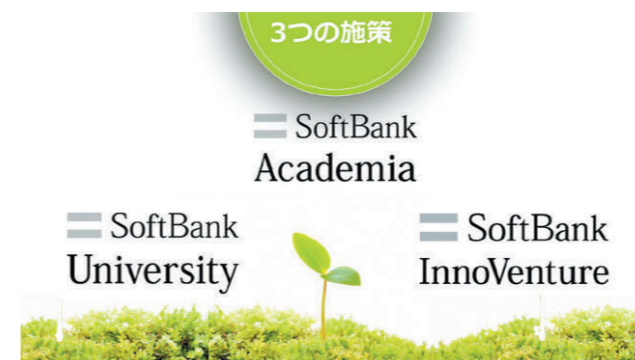 3つの施策
SoftBank
Academia
SoftBank
University
SoftBank
InnoVenture